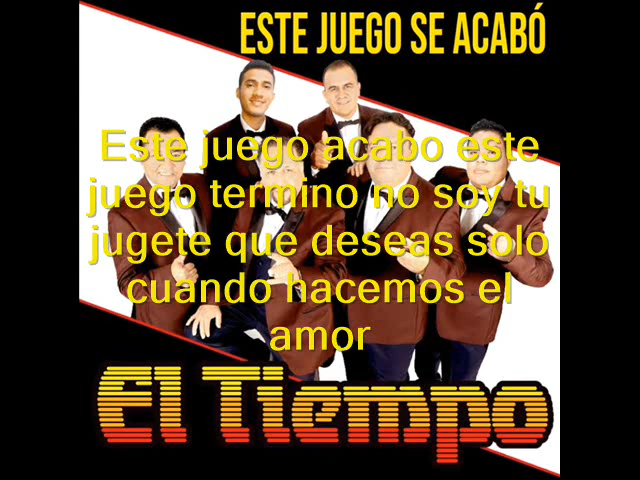 ESTE JUEGO SE ACABÓ
Este juego acabo este
juego termino no soy tu
jugete que deseas solo
cuando hacemos el
amor
El Tiempo